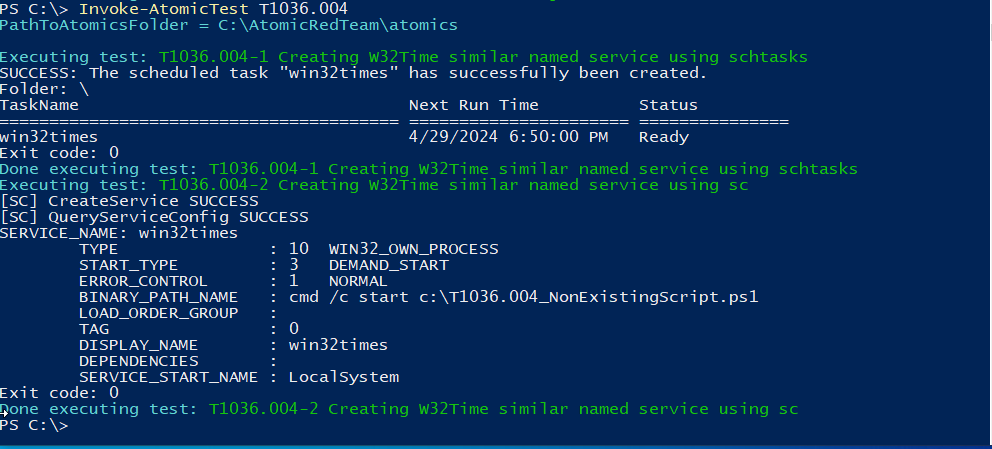 PS C:\> Invoke-AtomicTest T1036.004
PathToAtomicsFolder = C:\AtomicRedTeam\atomics
Executing test: T1036.004-1 Creating W32Time similar named service using schtasks
SUCCESS: The scheduled task "win32times" has successfully been created.
Folder: \
TaskName                                 Next Run Time          Status
======================================== ====================== ===============
win32times                               4/29/2024 6:50:00 PM   Ready
Exit code: 0
Done executing test: T1036.004-1 Creating W32Time similar named service using schtasks
Executing test: T1036.004-2 Creating W32Time similar named service using sc
[SC] CreateService SUCCESS
[SC] QueryServiceConfig SUCCESS
SERVICE_NAME: win32times
        TYPE               : 10  WIN32_OWN_PROCESS
        START_TYPE         : 3   DEMAND_START
        ERROR_CONTROL      : 1   NORMAL
        BINARY_PATH_NAME   : cmd /c start c:\T1036.004_NonExistingScript.ps1
        LOAD_ORDER_GROUP   :
        TAG                : 0
        DISPLAY_NAME       : win32times
        DEPENDENCIES       :
        SERVICE_START_NAME : LocalSystem
Exit code: 0
Done executing test: T1036.004-2 Creating W32Time similar named service using sc
PS C:\>